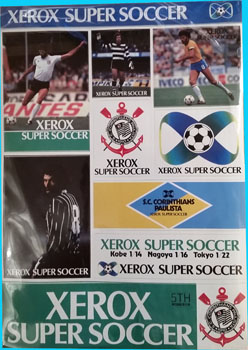 XEROX SUPER SOCCER
XEROX
SUPER SOCCER
XEROX
SUPER SOCCER
XEROX
SUPER SOCCER
S.C. CORINTHIANS
PAULISTA
XEROX SUPER SOCCER
XEROX
SUPER SOCCER
XEROX SUPER SOCCER
Kobe 1 14 Nagoya 1 16 Tokyo 1 22
XEROX SUPER SOCCER
XEROX 5TH
SUPER SOCCER